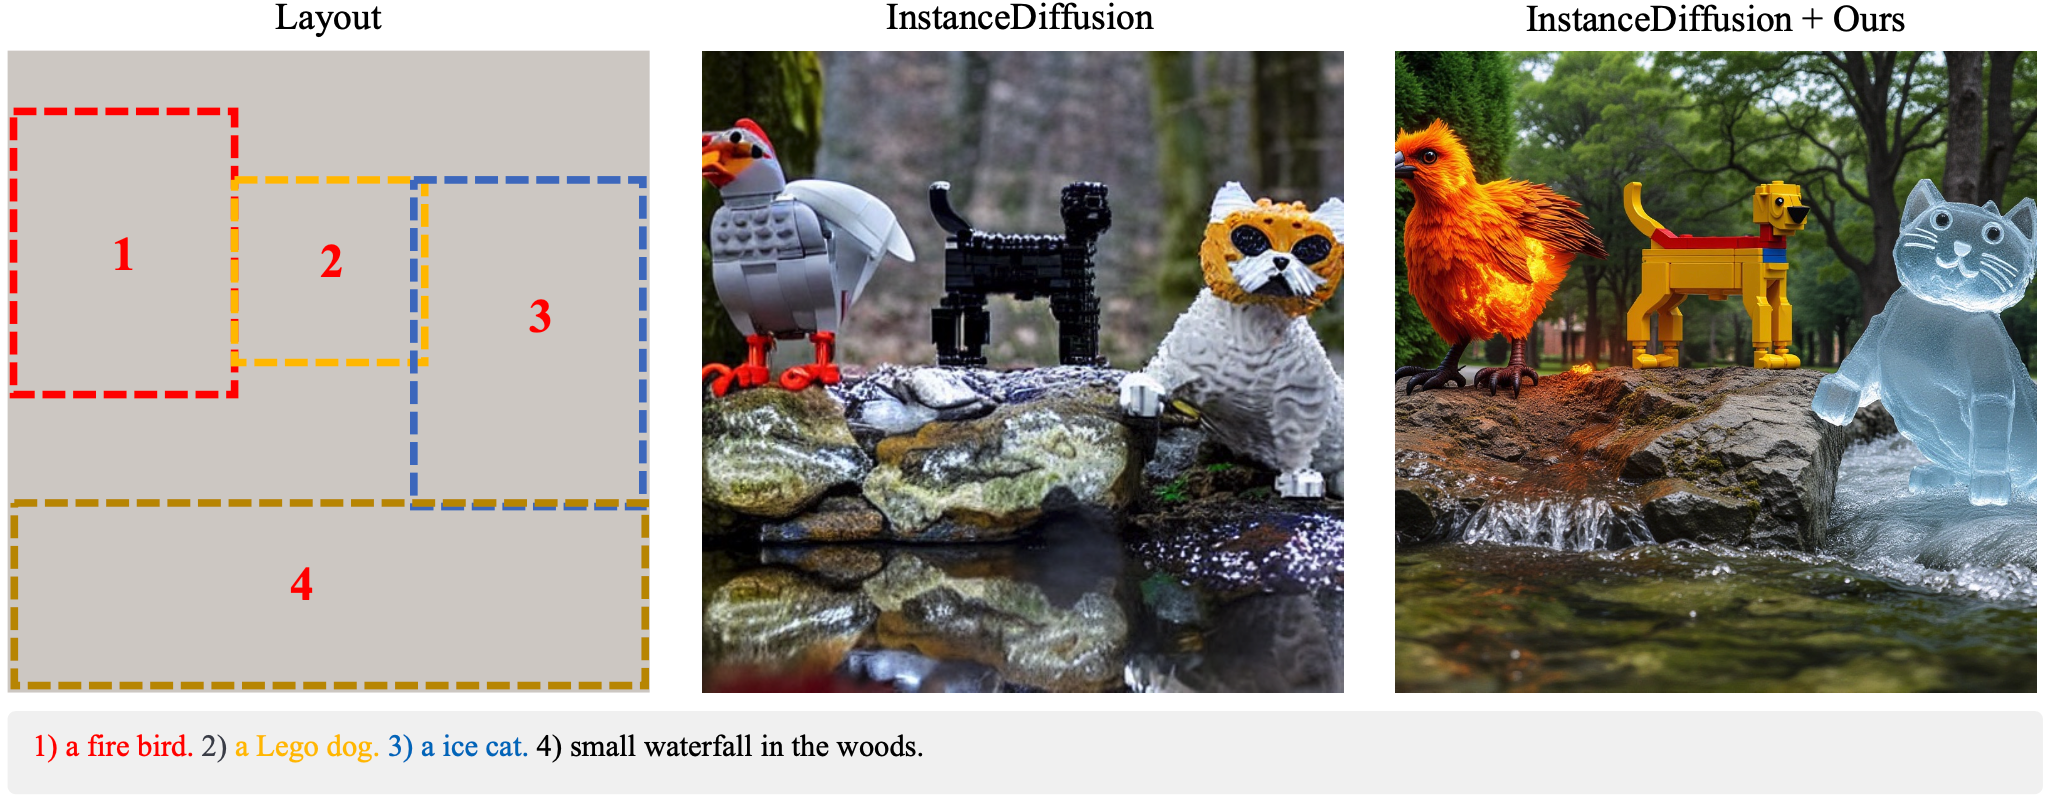 Layout
InstanceDiffusion
InstanceDiffusion + Ours
1
2
3
4
1) a fire bird. 2) a Lego dog. 3) a ice cat. 4) small waterfall in the woods.